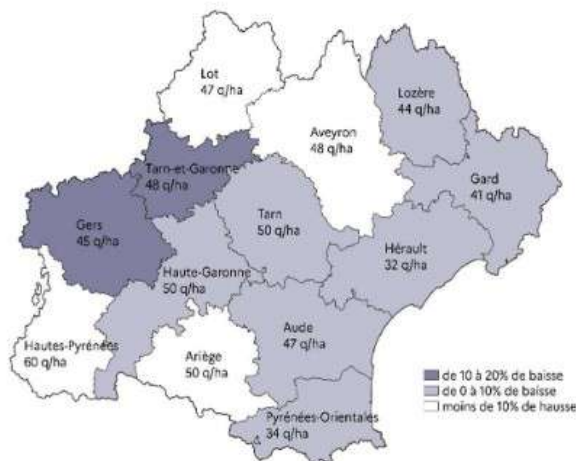 Lot
47 q/ha
Lozère
44 q/ha
Aveyron
48 q/ha
Tarn-et-Garonne
48 q/ha
Gard
41 q/ha
Gers
45 q/ha
Tarn
50 q/ha
Hérault
32 q/ha
Haute-Garonne
50 q/ha
Hautes-Pyrénées
60 q/ha
Ariège
50 q/ha
Aude
47 q/ha
Pyrénées-Orientales
34 q/ha
de 10 à 20% de baisse
de 0 à 10% de baisse
moins de 10% de hausse